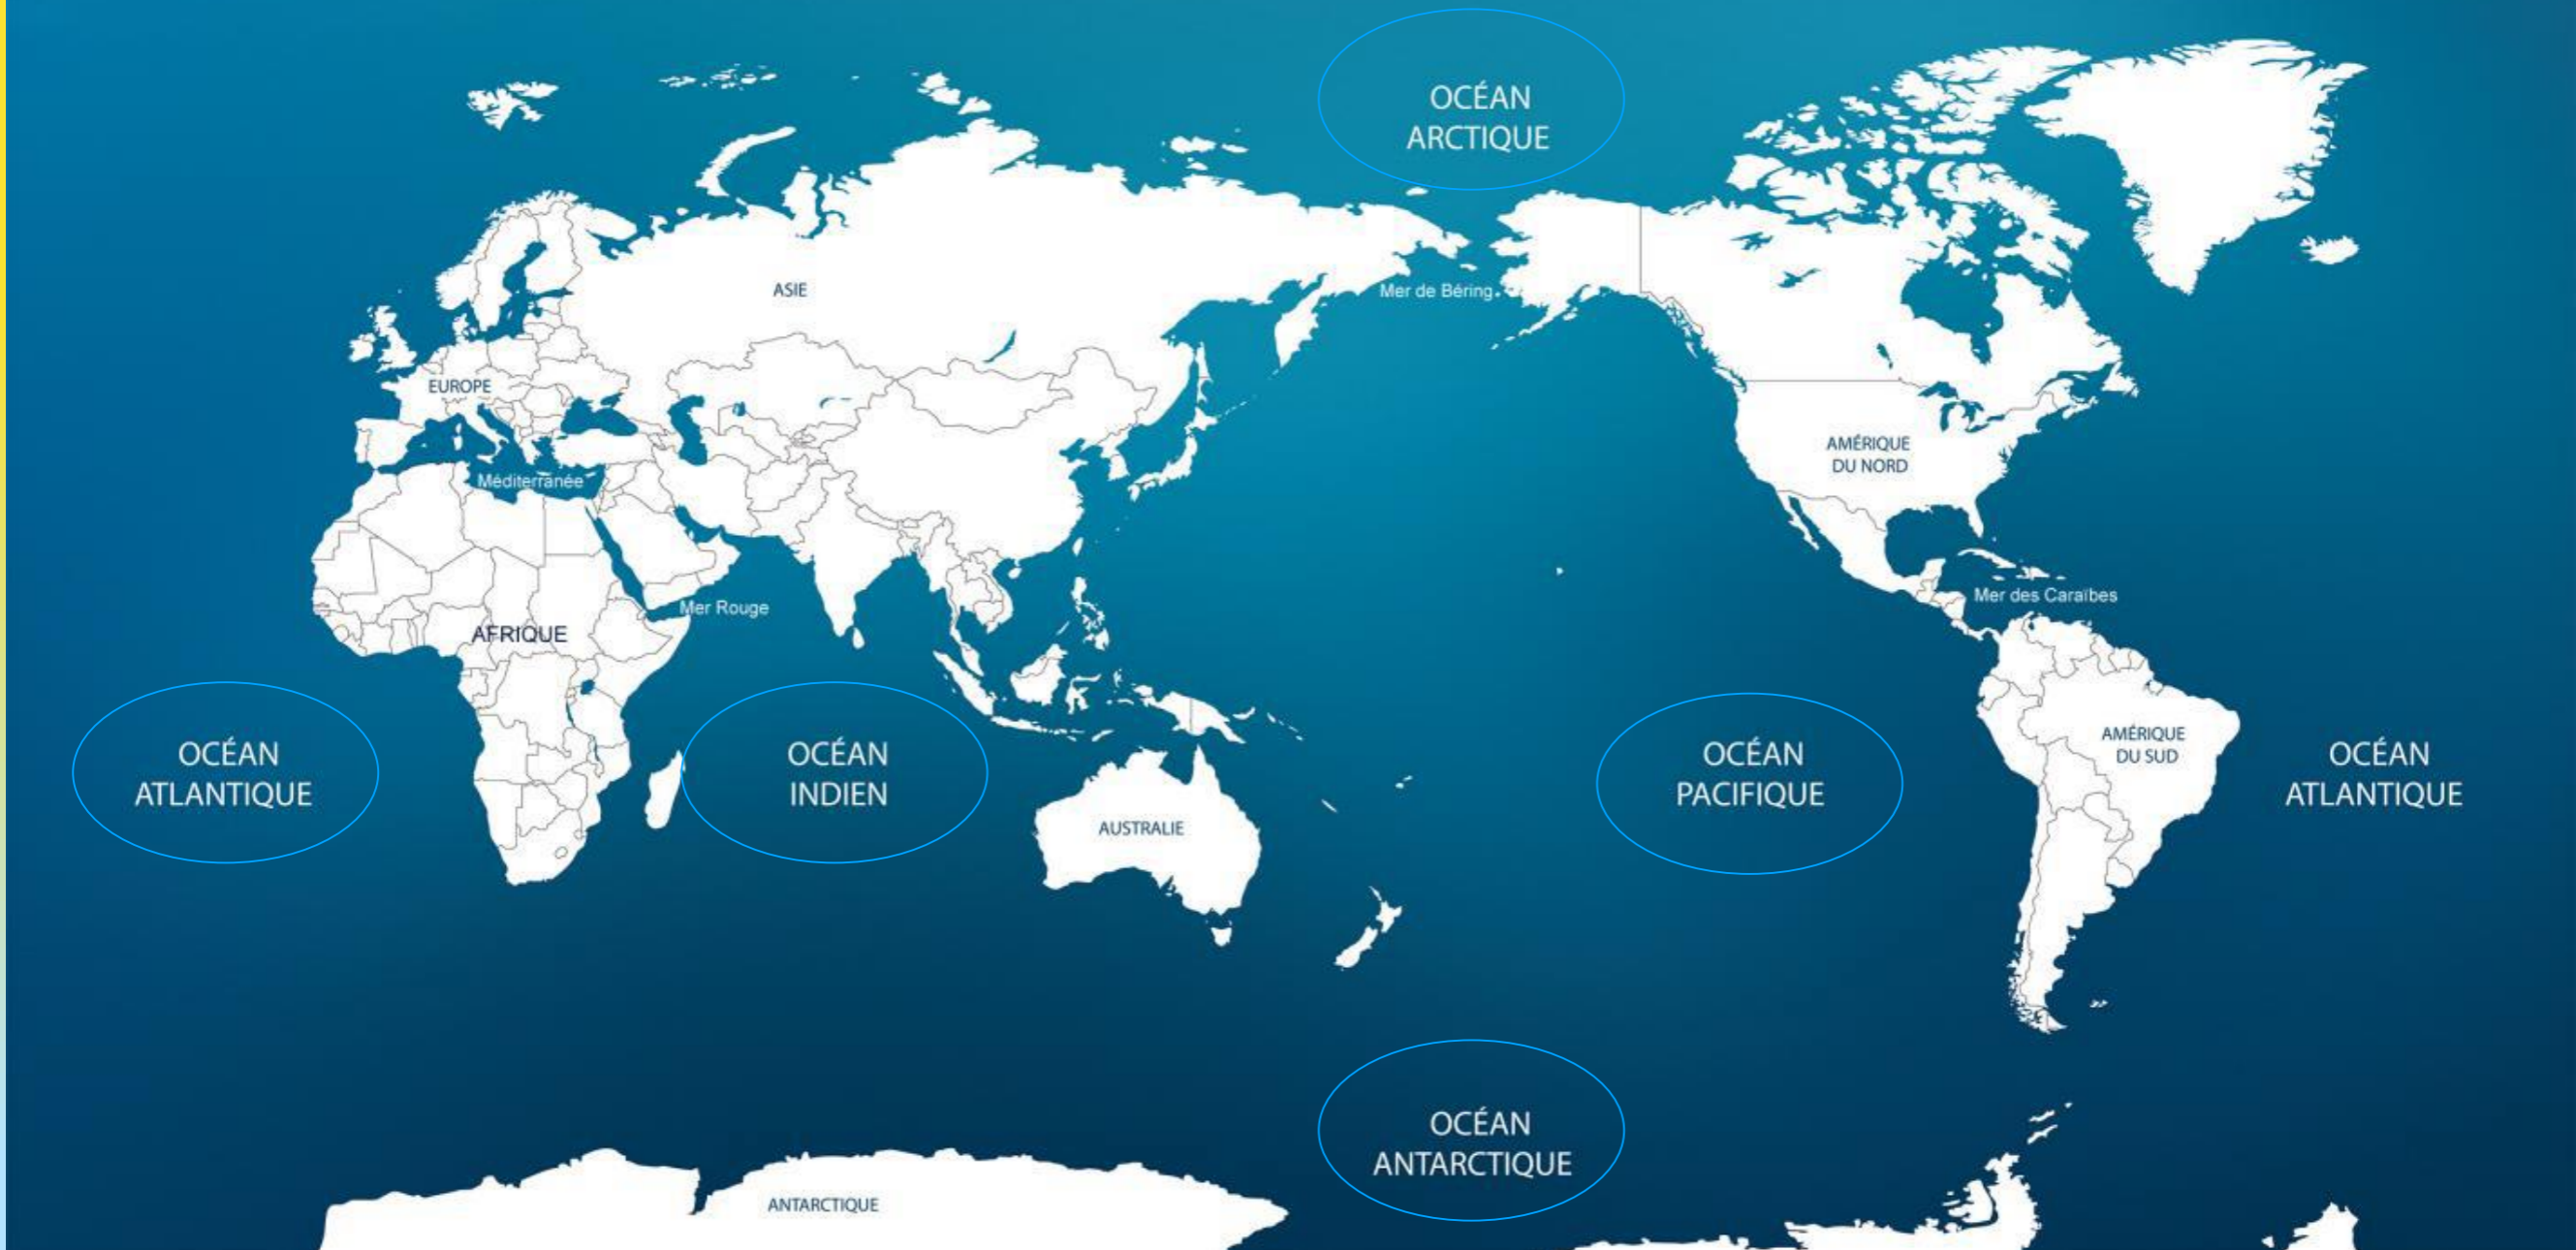 OCÉAN
ARCTIQUE
ASIE
Mer de Béring
EUROPE
AMÉRIQUE
DU NORD
Méditerranée
Mer des Caraïbes
Mer Rouge
AFRIQUE
OCÉAN
ATLANTIQUE
OCÉAN
INDIEN
OCÉAN
PACIFIQUE
AMÉRIQUE
DU SUD
OCÉAN
ATLANTIQUE
AUSTRALIE
OCÉAN
ANTARCTIQUE
ANTARCTIQUE